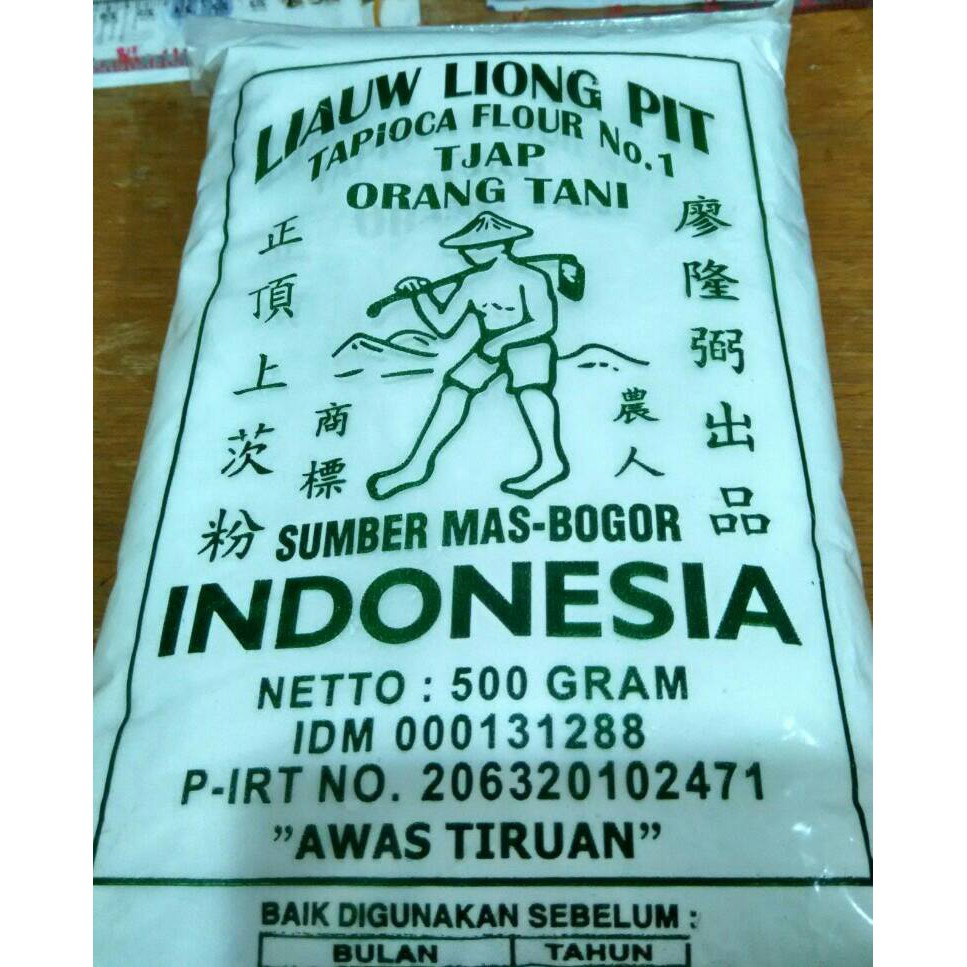 LIAUW LIONG PIT
TAPIOCA FLOUR No.1
TJAP
ORANG TANI
廖隆弼出品
正頂上茨粉
商標
農人
SUMBER MAS-BOGOR
INDONESIA
NETTO : 500 GRAM
IDM 000131288
P-IRT NO. 206320102471
"AWAS TIRUAN"
BAIK DIGUNAKAN SEBELUM :
BULAN TAHUN